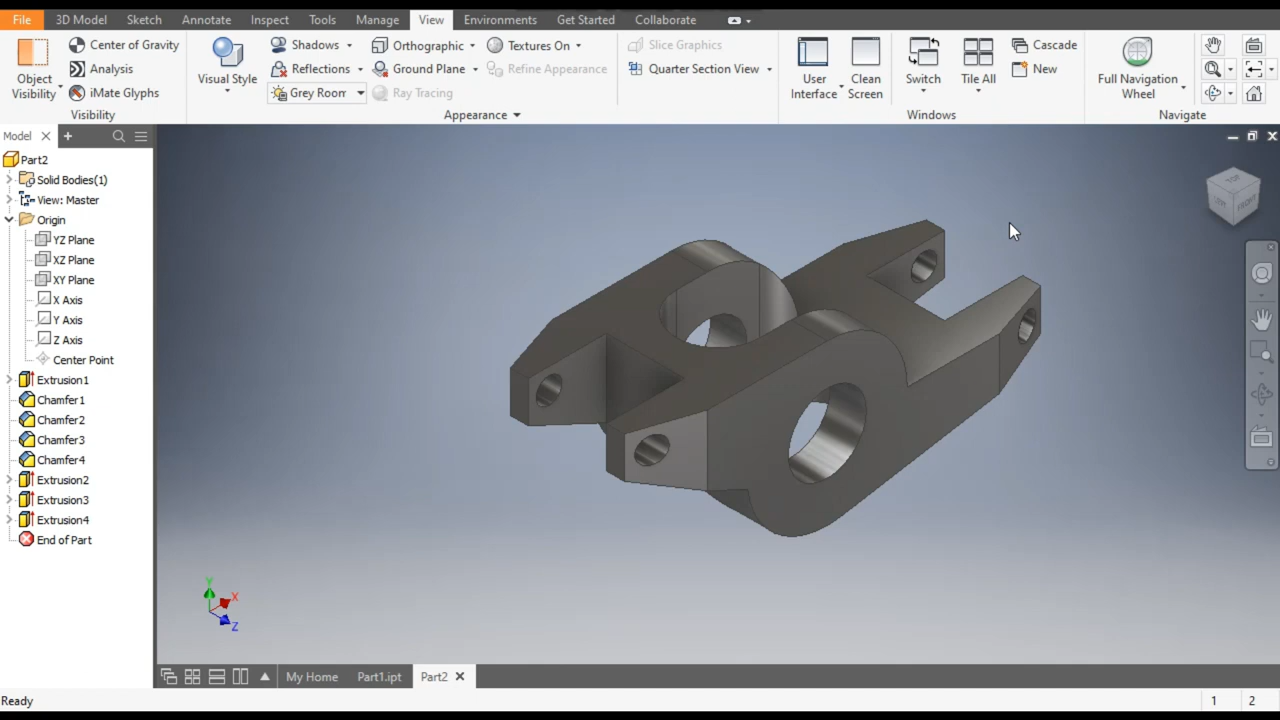 File 3D Model Sketch Annotate Inspect Tools Manage View Environments Get Started Collaborate
Object Visibility
Center of Gravity
Analysis
iMate Glyphs
Visibility
Visual Style
Shadows
Reflections
Grey Room
Orthographic
Ground Plane
Ray Tracing
Textures On
Refine Appearance
Appearance
Slice Graphics
Quarter Section View
User Interface
Clean Screen
Switch
Tile All
Cascade
New
Windows
Full Navigation Wheel
Navigate
Model
Part2
Solid Bodies(1)
View: Master
Origin
YZ Plane
XZ Plane
XY Plane
X Axis
Y Axis
Z Axis
Center Point
Extrusion1
Chamfer1
Chamfer2
Chamfer3
Chamfer4
Extrusion2
Extrusion3
Extrusion4
End of Part
FRONT
Y
X
Z
My Home Part1.ipt Part2
Ready 1 2